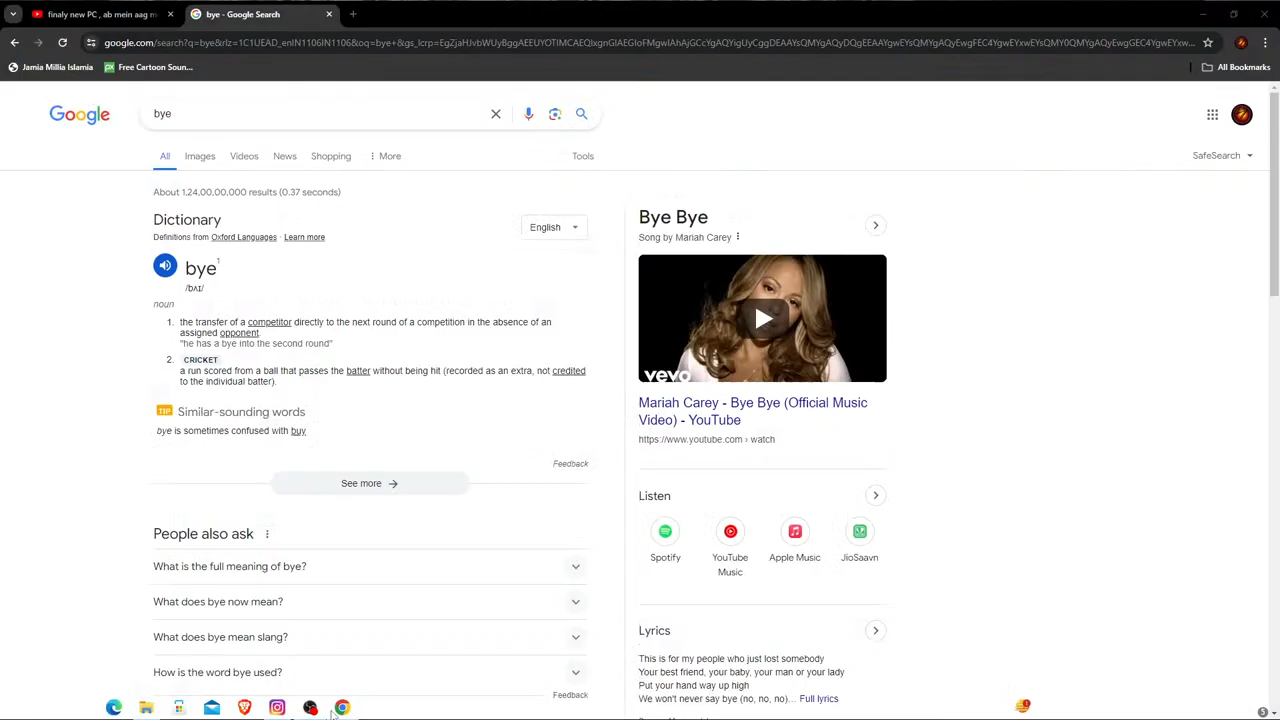 finaly new PC , ab mein aag m
bye - Google Search
google.com/search?q=bye&rlz=1C1UEAD_enIN1106IN1106&oq=bye+&gs_lcrp=
Jamia Millia Islamia
Free Cartoon Soun...
All Bookmarks
Google
bye
All
Images
Videos
News
Shopping
More
Tools
SafeSearch
About 1,24,00,00,000 results (0.37 seconds)
Dictionary
English
Definitions from Oxford Languages · Learn more
bye¹
/bʌɪ/
noun
1. the transfer of a competitor directly to the next round of a competition in the absence of an
assigned opponent.
"he has a bye into the second round"
2. CRICKET
a run scored from a ball that passes the batter without being hit (recorded as an extra, not credited
to the individual batter).
TIP Similar-sounding words
bye is sometimes confused with buy
Feedback
See more
People also ask
What is the full meaning of bye?
What does bye now mean?
What does bye mean slang?
How is the word bye used?
Feedback
Bye Bye
Song by Mariah Carey
vevo
Mariah Carey - Bye Bye (Official Music
Video) - YouTube
https://www.youtube.com › watch
Listen
Spotify
YouTube
Music
Apple Music
JioSaavn
Lyrics
This is for my people who just lost somebody
Your best friend, your baby, your man or your lady
Put your hand way up high
We won't never say bye (no, no, no)... Full lyrics
5